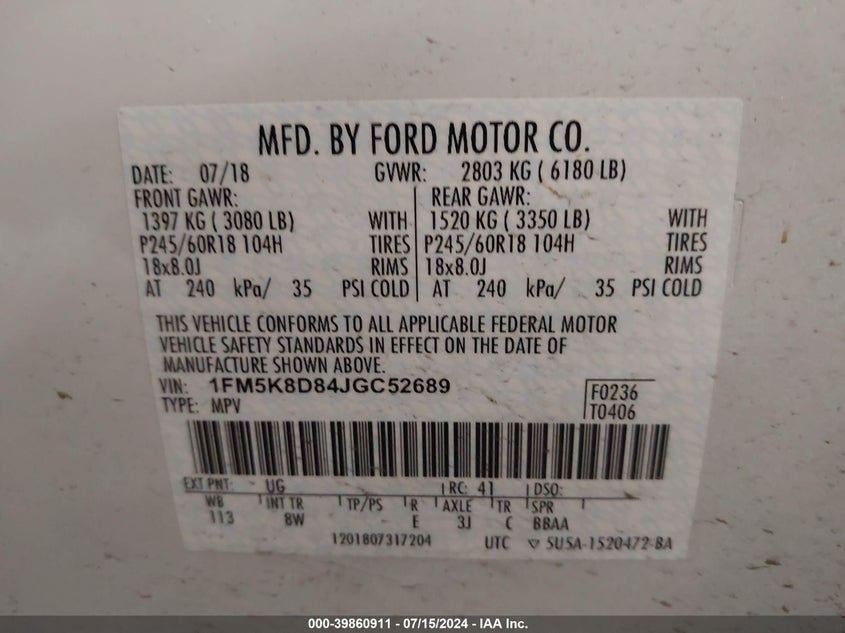 MFD. BY FORD MOTOR CO.
DATE: 07/18 GVWR: 2803 KG ( 6180 LB)
FRONT GAWR: REAR GAWR:
1397 KG ( 3080 LB) WITH 1520 KG ( 3350 LB) WITH
P245/60R18 104H TIRES P245/60R18 104H TIRES
18x8.0J RIMS 18x8.0J RIMS
AT 240 kPa/ 35 PSI COLD AT 240 kPa/ 35 PSI COLD
THIS VEHICLE CONFORMS TO ALL APPLICABLE FEDERAL MOTOR
VEHICLE SAFETY STANDARDS IN EFFECT ON THE DATE OF
MANUFACTURE SHOWN ABOVE.
VIN: 1FM5K8D84JGC52689 F0236
TYPE: MPV T0406
EXT PNT: UG RC: 41 DSO:
WB INT TR TP/PS R AXLE TR SPR
113 8W - E 3J C BBAA
1201807317204 UTC ▽ 5U5A-1520472-BA
000-39860911 - 07/15/2024 - IAA Inc.